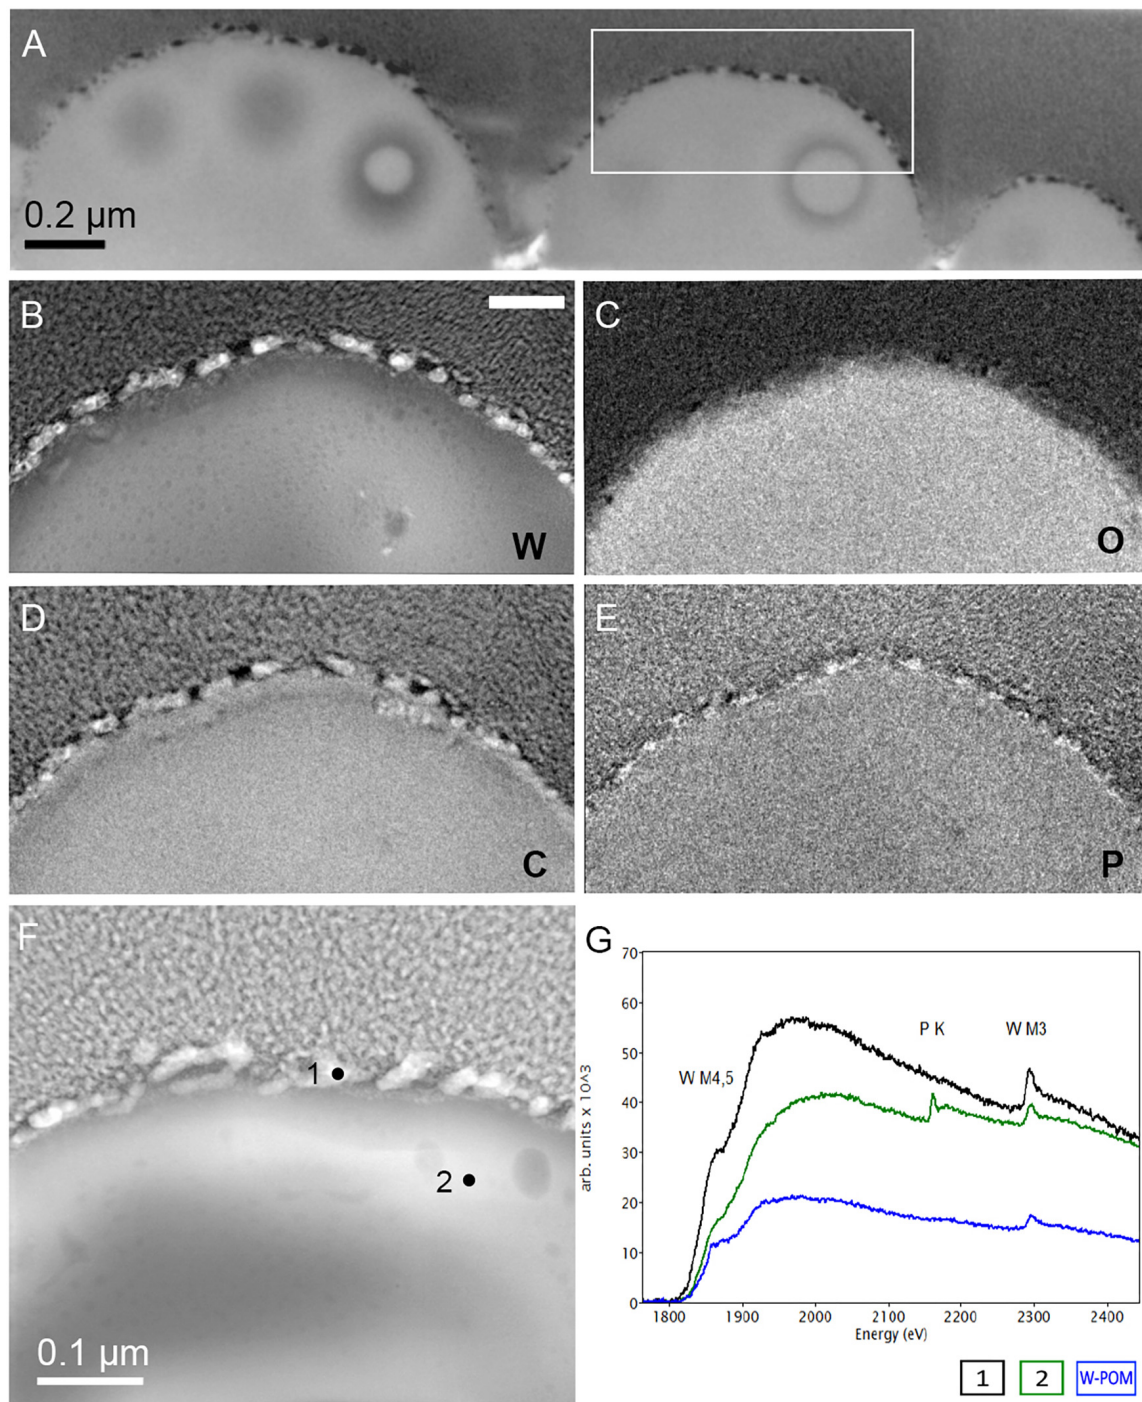 A
0.2 µm
B
W
C
O
D
C
E
P
F
1
2
0.1 µm
G
70
60
50
40
30
20
10
0
arb. units x 10^3
W M4,5
P K
W M3
1800 1900 2000 2100 2200 2300 2400
Energy (eV)
1 2 W-POM